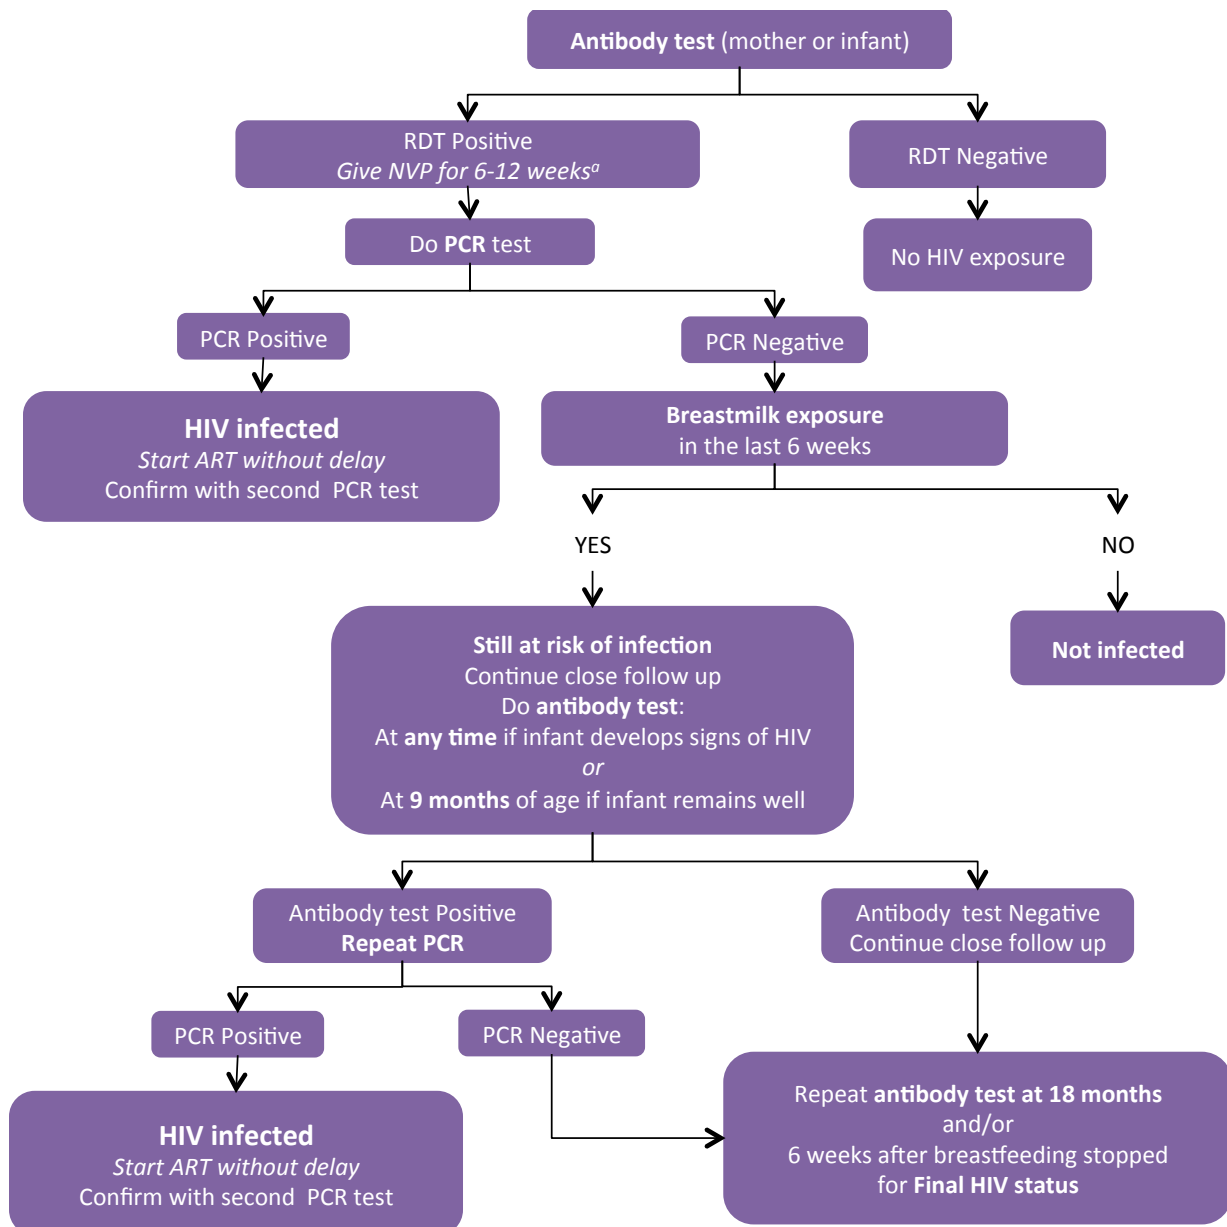 Antibody test (mother or infant)
RDT Positive
Give NVP for 6-12 weeksᵃ
RDT Negative
Do PCR test
No HIV exposure
PCR Positive
PCR Negative
HIV infected
Start ART without delay
Confirm with second  PCR test
Breastmilk exposure
in the last 6 weeks
YES
NO
Still at risk of infection
Continue close follow up
Do antibody test:
At any time if infant develops signs of HIV
or
At 9 months of age if infant remains well
Not infected
Antibody test Positive
Repeat PCR
Antibody  test Negative
Continue close follow up
PCR Positive
PCR Negative
HIV infected
Start ART without delay
Confirm with second  PCR test
Repeat antibody test at 18 months
and/or
6 weeks after breastfeeding stopped
for Final HIV status